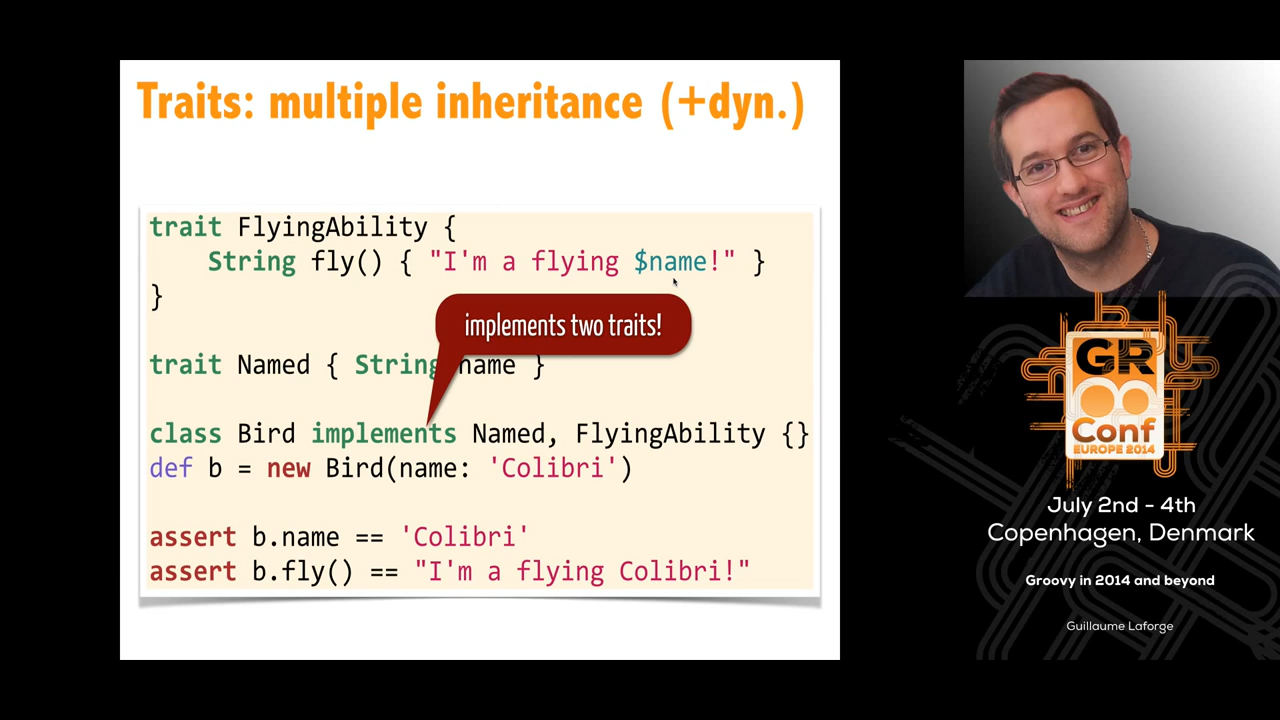 Traits: multiple inheritance (+dyn.)
trait FlyingAbility {
    String fly() { "I'm a flying $name!" }
}
implements two traits!
trait Named { String name }
class Bird implements Named, FlyingAbility {}
def b = new Bird(name: 'Colibri')
assert b.name == 'Colibri'
assert b.fly() == "I'm a flying Colibri!"
GR
Conf
EUROPE 2014
July 2nd - 4th
Copenhagen, Denmark
Groovy in 2014 and beyond
Guillaume Laforge